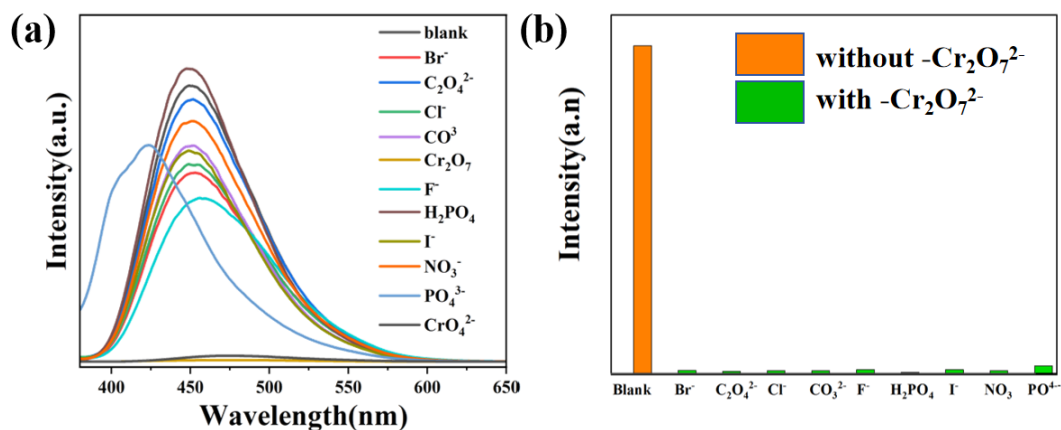 (a)
Intensity(a.u.)
blank
Br⁻
C₂O₄²⁻
Cl⁻
CO³
Cr₂O₇
F⁻
H₂PO₄
I⁻
NO₃⁻
PO₄³⁻
CrO₄²⁻
400 450 500 550 600 650
Wavelength(nm)
(b)
Intensity(a.n)
without -Cr₂O₇²⁻
with -Cr₂O₇²⁻
Blank Br⁻ C₂O₄²⁻ Cl⁻ CO₃²⁻ F⁻ H₂PO₄ I⁻ NO₃ PO⁴⁻